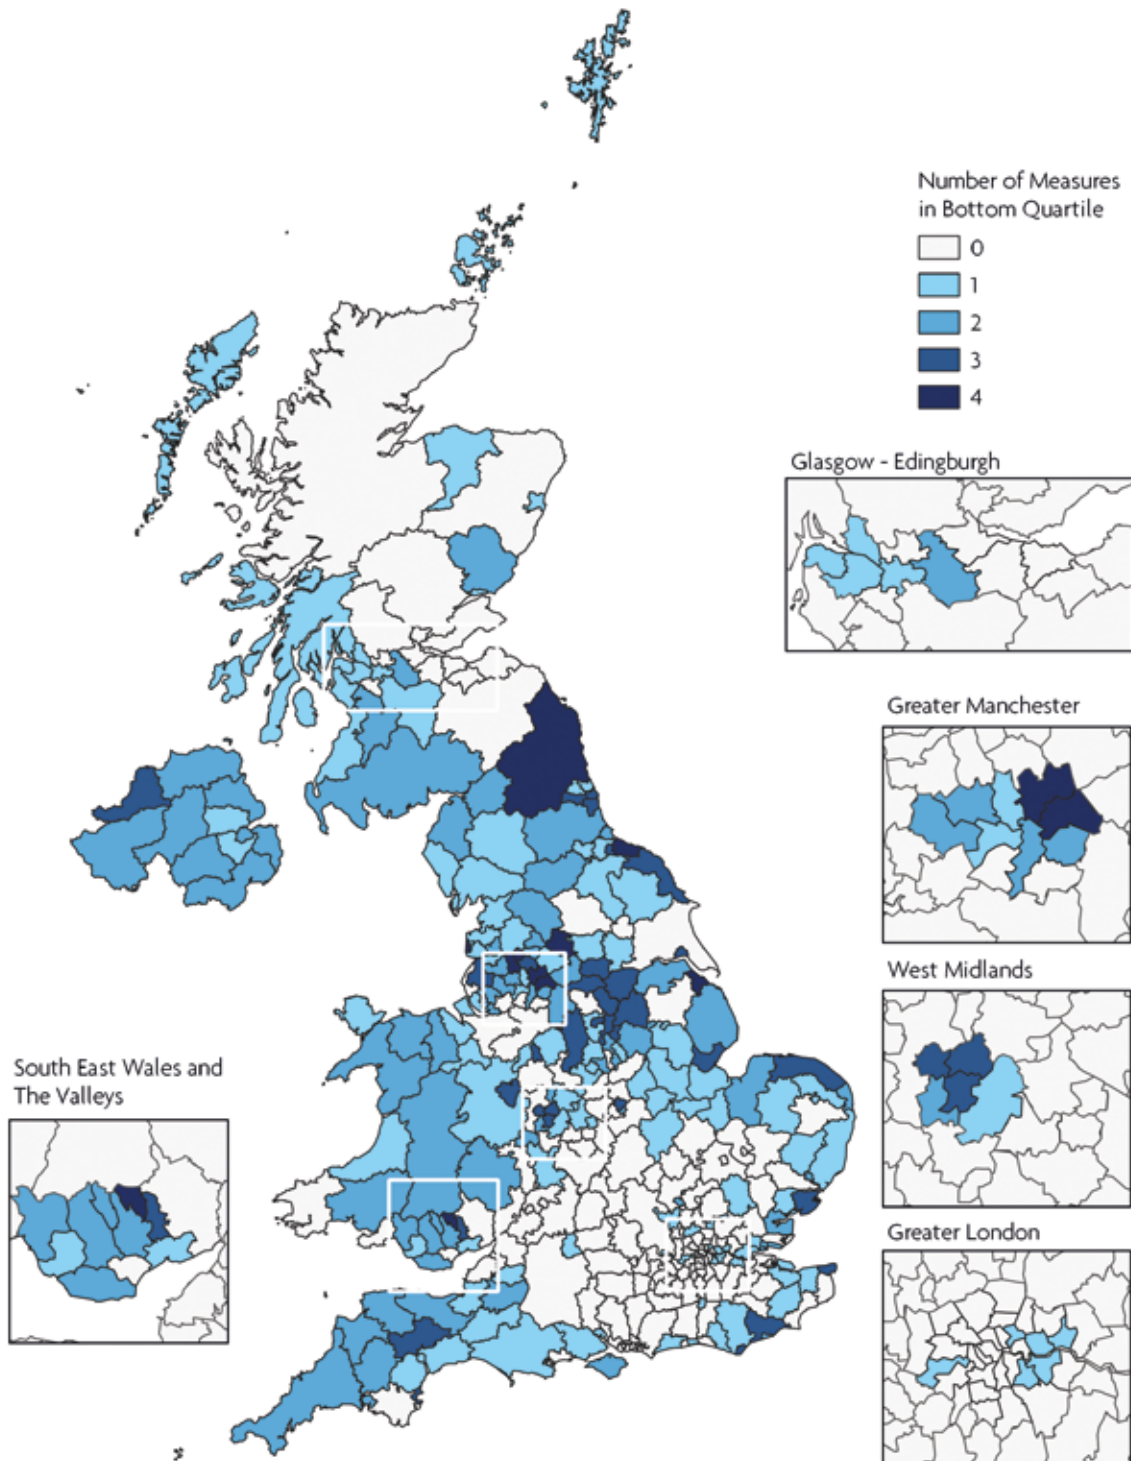 Number of Measures
in Bottom Quartile
0
1
2
3
4
Glasgow - Edingburgh
Greater Manchester
West Midlands
South East Wales and
The Valleys
Greater London